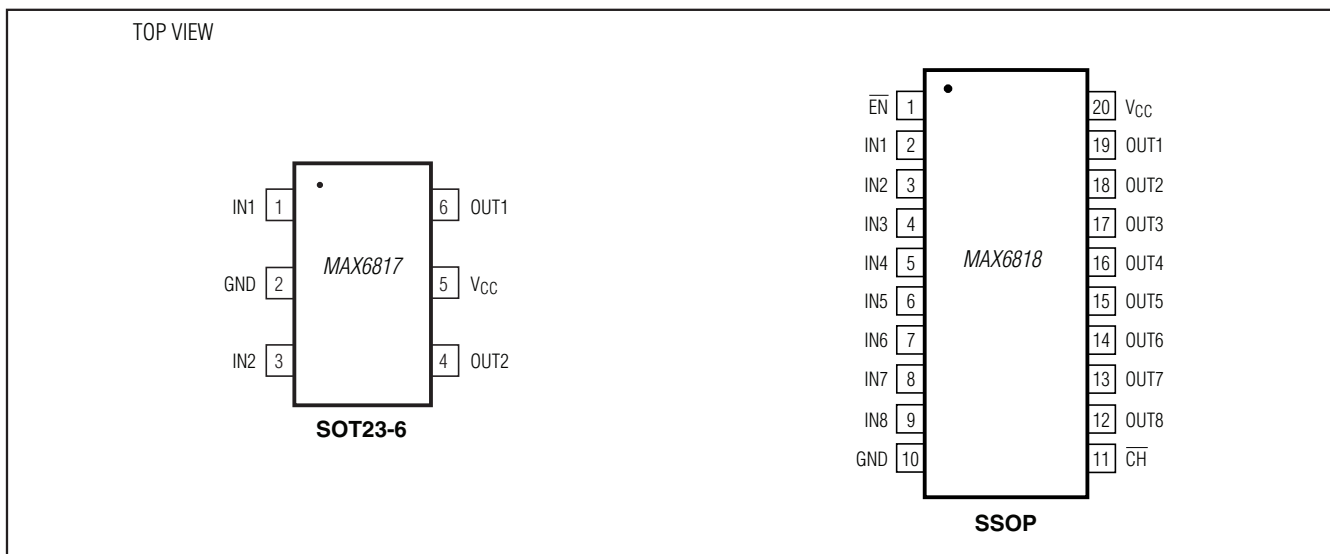 TOP VIEW
IN1 1
GND 2
IN2 3
MAX6817
6 OUT1
5 VCC
4 OUT2
SOT23-6
EN 1
IN1 2
IN2 3
IN3 4
IN4 5
IN5 6
IN6 7
IN7 8
IN8 9
GND 10
MAX6818
20 VCC
19 OUT1
18 OUT2
17 OUT3
16 OUT4
15 OUT5
14 OUT6
13 OUT7
12 OUT8
11 CH
SSOP